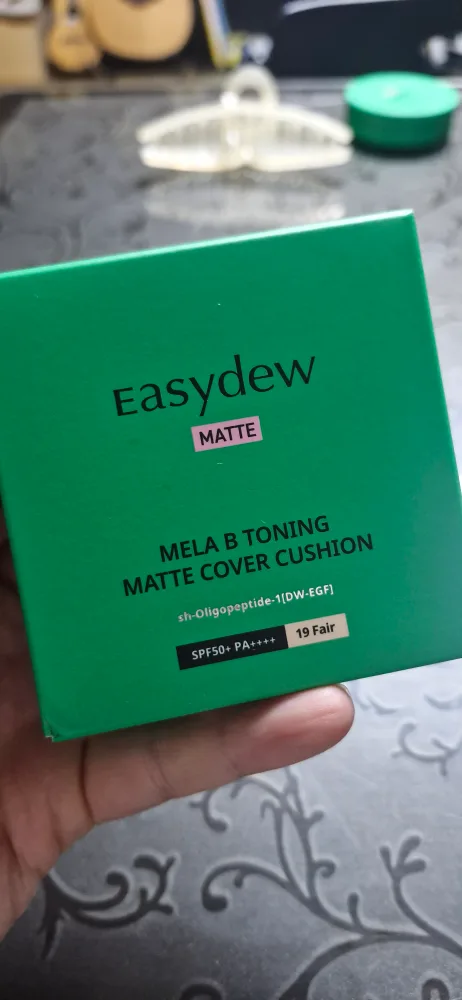 Easydew
MATTE
MELA B TONING
MATTE COVER CUSHION
sh-Oligopeptide-1[DW-EGF]
SPF50+ PA++++ 19 Fair